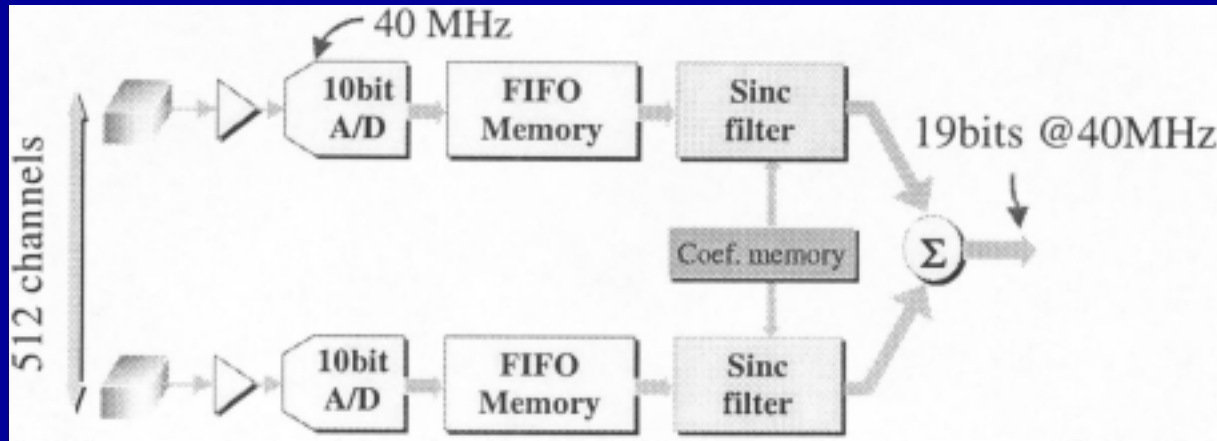 40 MHz
512 channels
10bit
A/D
FIFO
Memory
Sinc
filter
19bits @40MHz
Coef. memory
Σ
10bit
A/D
FIFO
Memory
Sinc
filter